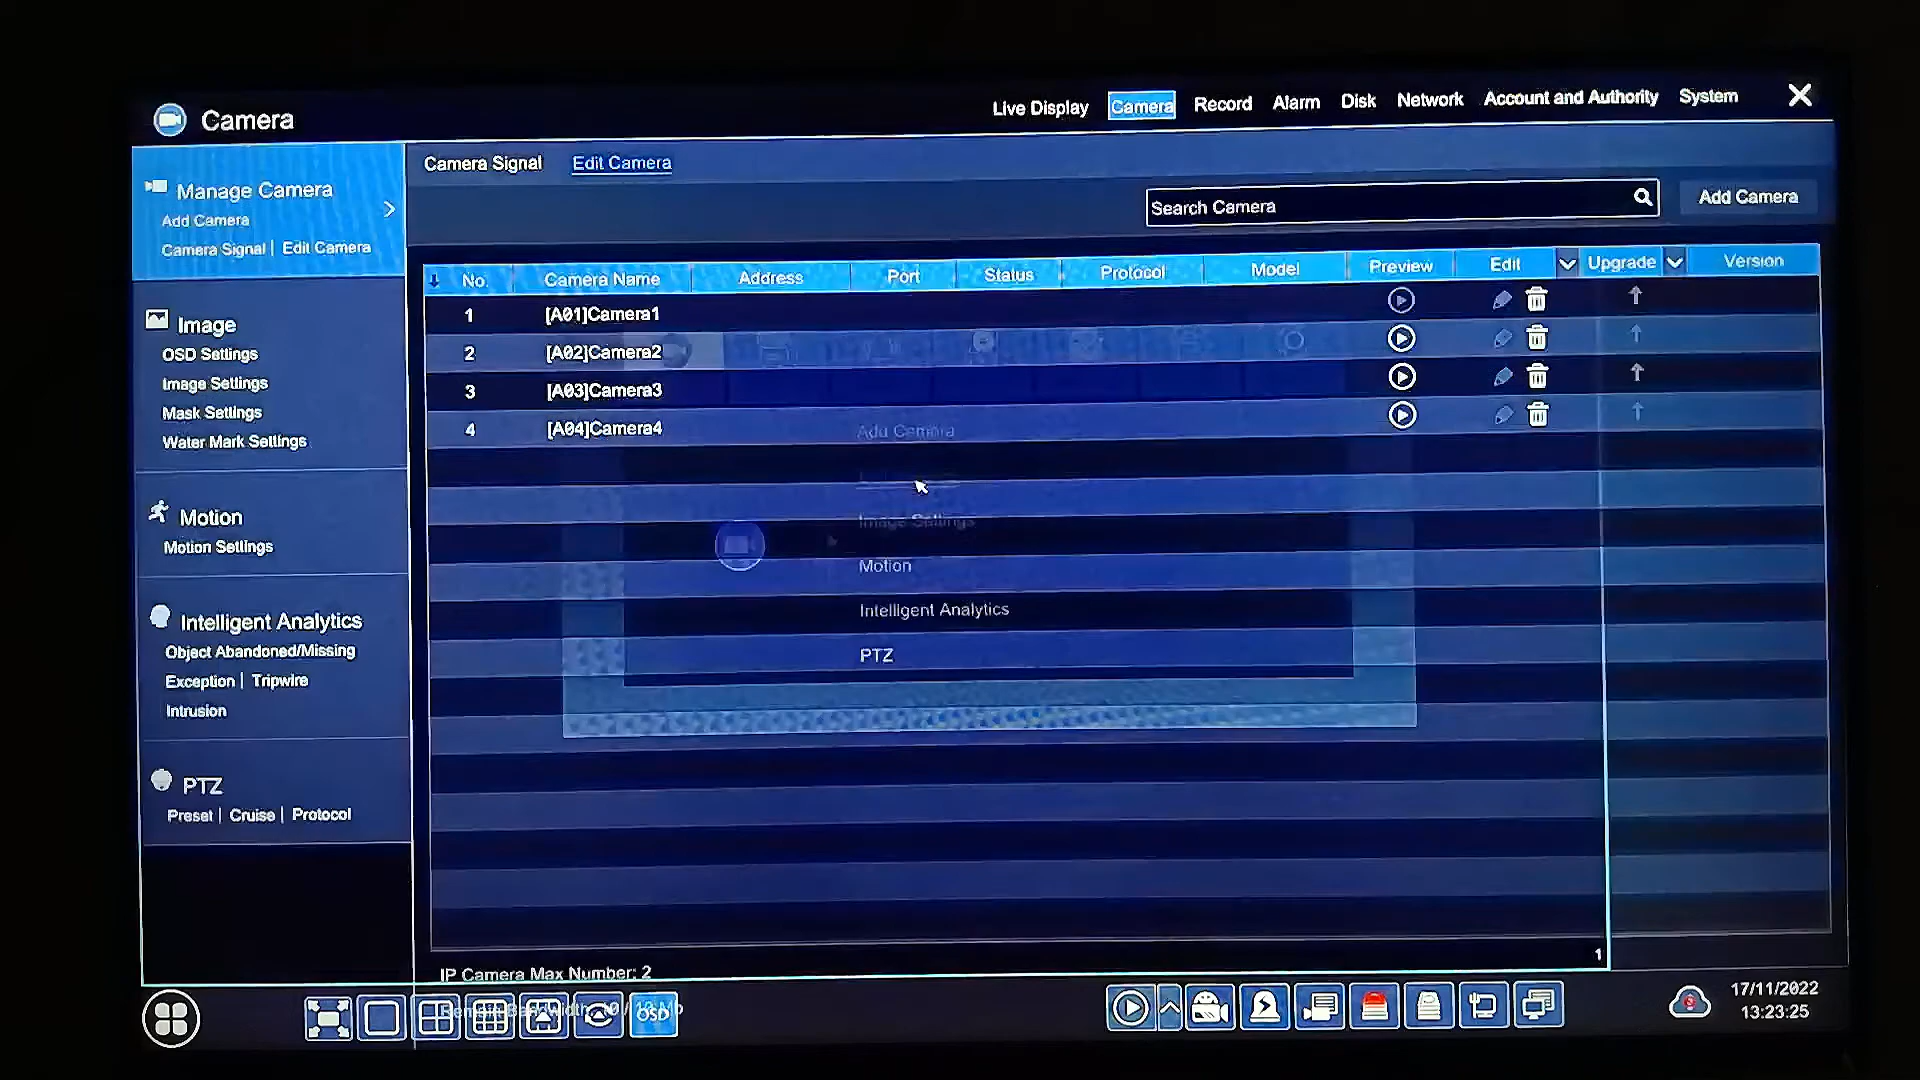 Camera
Live Display Camera Record Alarm Disk Network Account and Authority System
Manage Camera
Add Camera
Camera Signal | Edit Camera
Image
OSD Settings
Image Settings
Mask Settings
Water Mark Settings
Motion
Motion Settings
Intelligent Analytics
Object Abandoned/Missing
Exception | Tripwire
Intrusion
PTZ
Preset | Cruise | Protocol
Camera Signal Edit Camera
Search Camera Add Camera
No. Camera Name Address Port Status Protocol Model Preview Edit Upgrade Version
1 [A01]Camera1
2 [A02]Camera2
3 [A03]Camera3
4 [A04]Camera4
Add Camera
Image Settings
Motion
Intelligent Analytics
PTZ
1
IP Camera Max Number: 2
OSD
17/11/2022
13:23:25